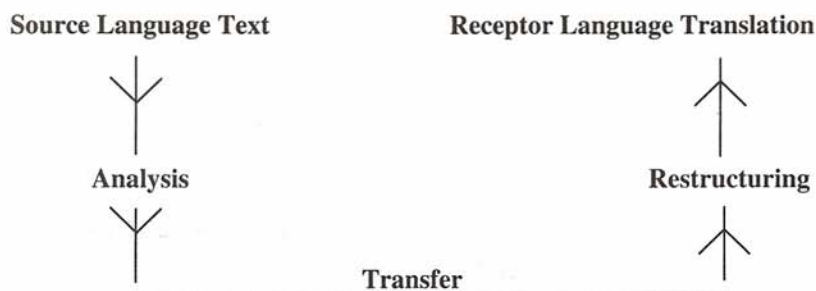 Source Language Text
Receptor Language Translation
Analysis
Restructuring
Transfer